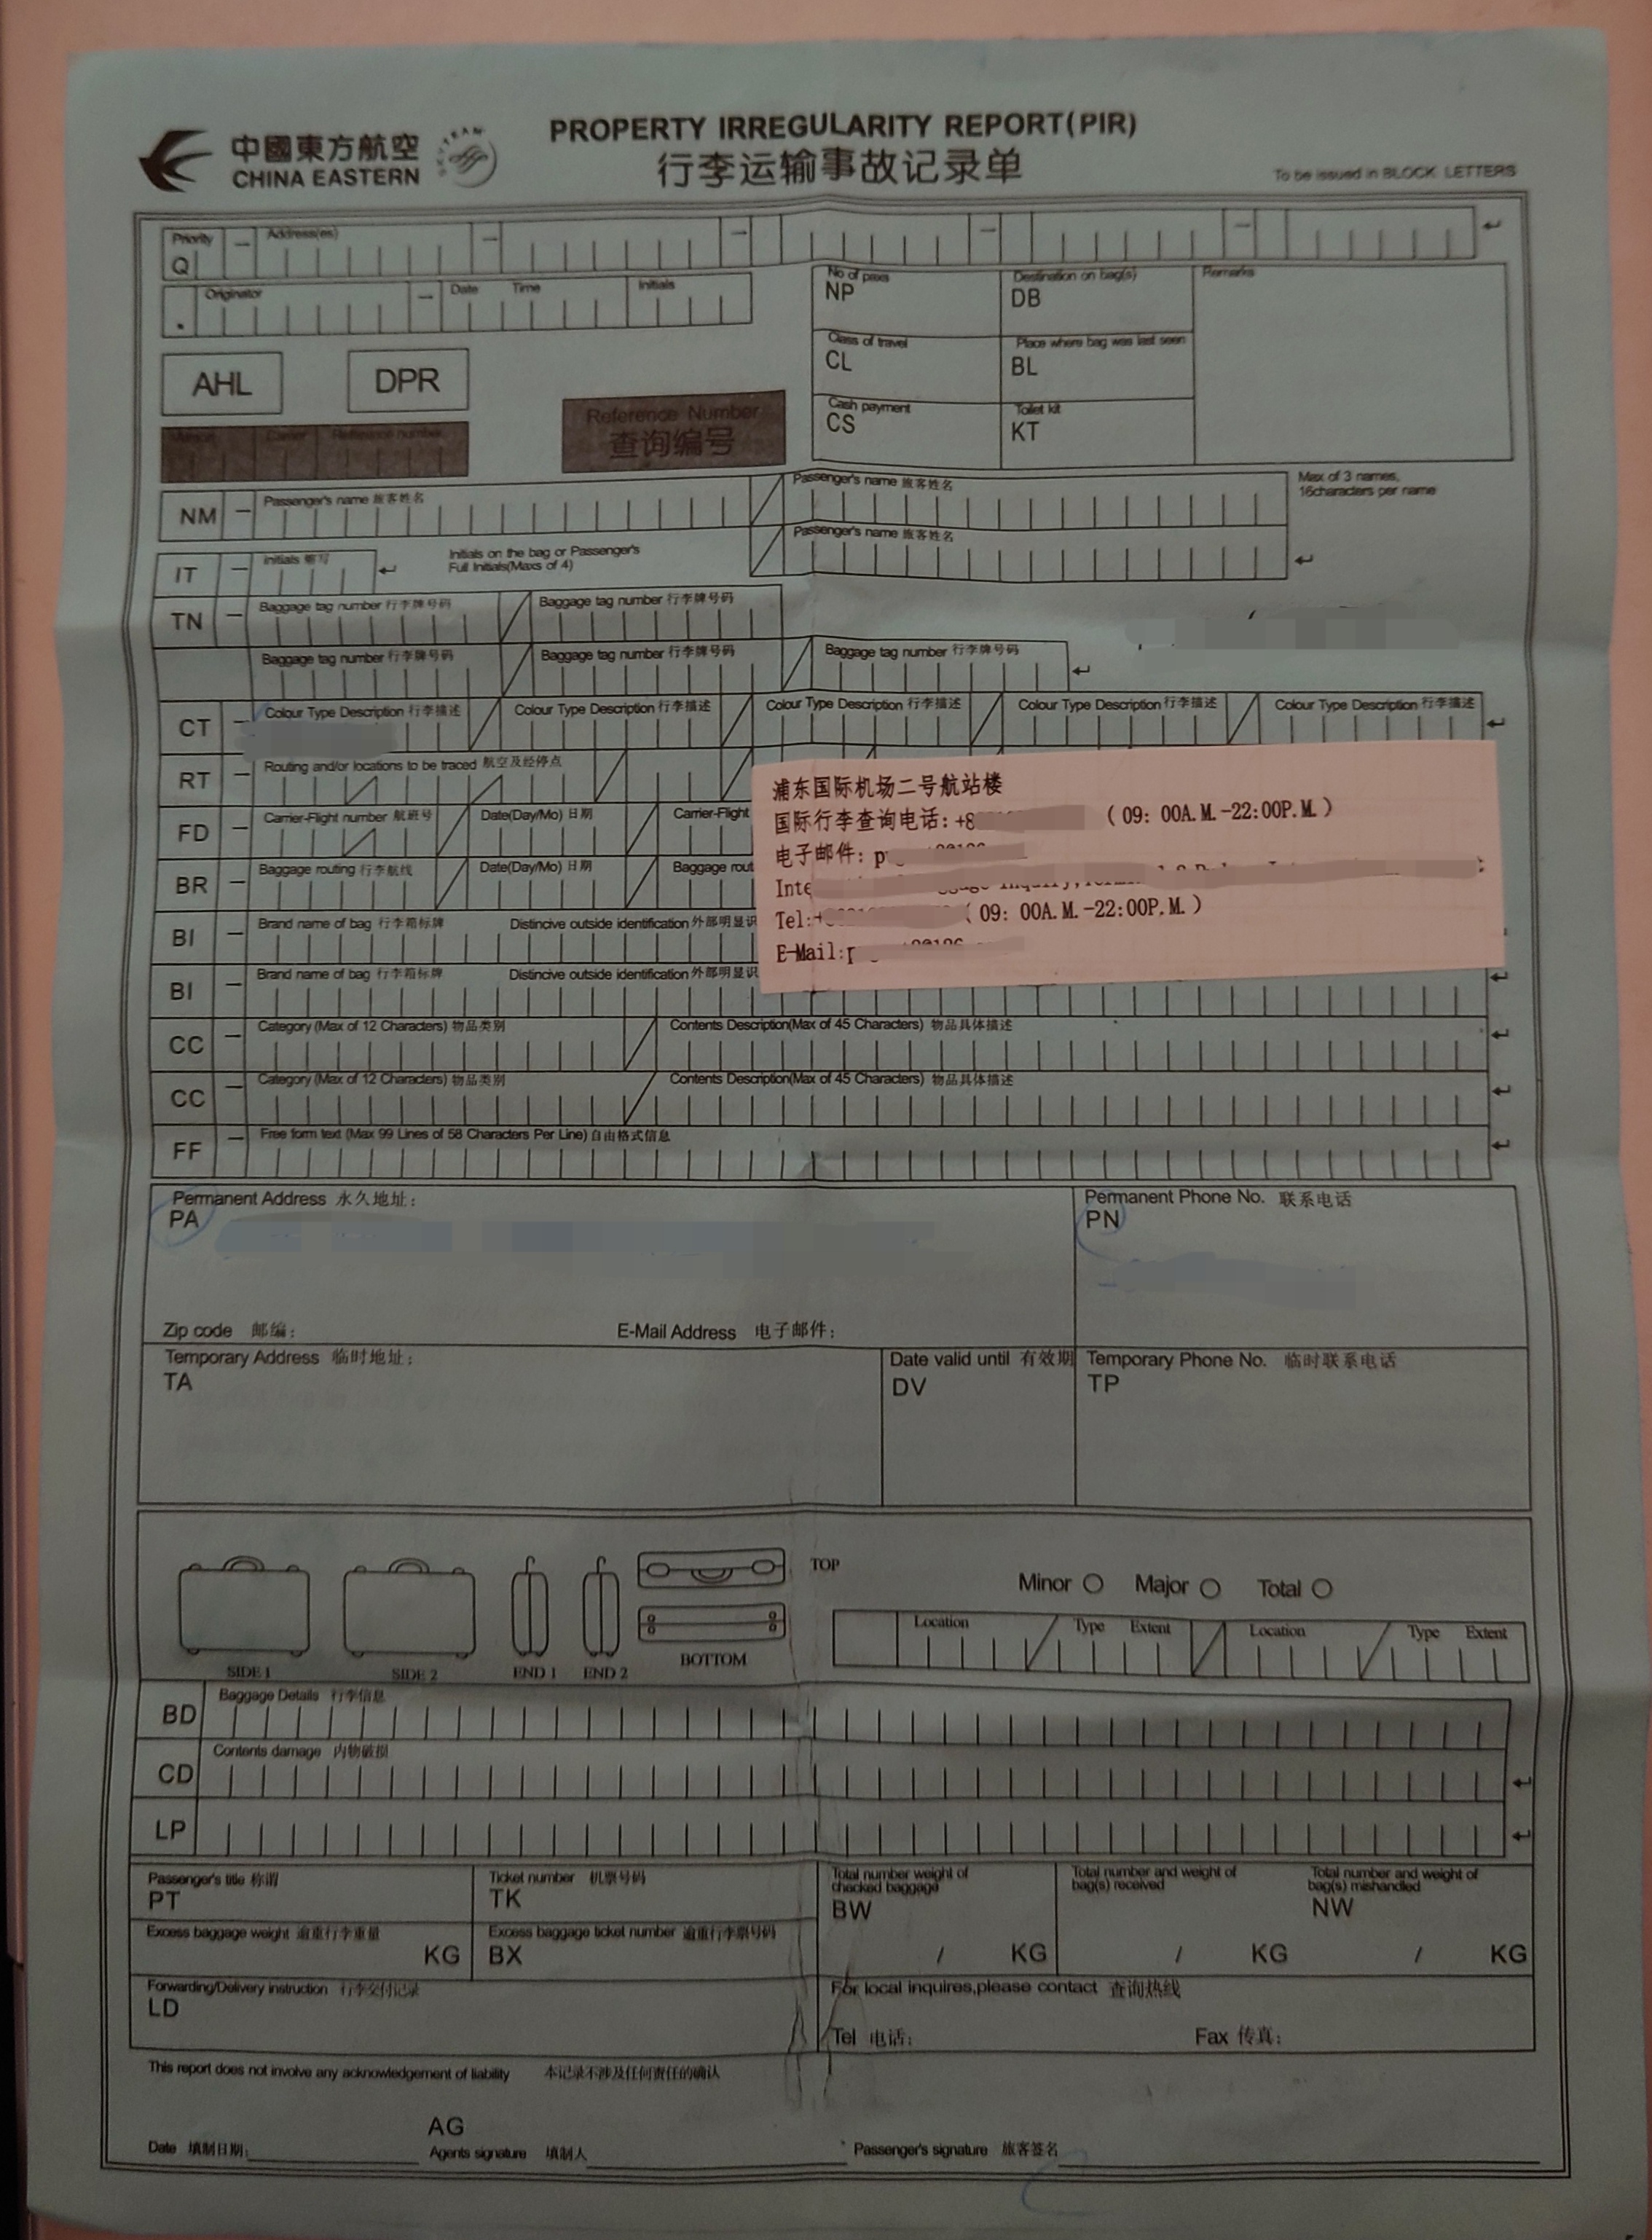 PROPERTY IRREGULARITY REPORT(PIR)
中國東方航空
CHINA EASTERN
行李运输事故记录单
To be issued in BLOCK LETTERS
Priority — Address(es) — — — —
Q
Originator — Date Time Initials
.
No of paxs
NP
Destination on bag(s)
DB
Remarks
Class of travel
CL
Place where bag was last seen
BL
Cash payment
CS
Toilet kit
KT
AHL DPR
Carrier Reference number
Reference Number
查询编号
NM — Passenger's name 旅客姓名 Passenger's name 旅客姓名
Max of 3 names,
16characters per name
Passenger's name 旅客姓名
IT — Initials 缩写
Initials on the bag or Passenger's
Full Initials(Maxs of 4)
TN — Baggage tag number 行李牌号码 Baggage tag number 行李牌号码
Baggage tag number 行李牌号码 Baggage tag number 行李牌号码 Baggage tag number 行李牌号码
CT — Colour Type Description 行李描述 Colour Type Description 行李描述 Colour Type Description 行李描述 Colour Type Description 行李描述 Colour Type Description 行李描述
RT — Routing and/or locations to be traced 航空及经停点
FD — Carrier-Flight number 航班号 Date(Day/Mo) 日期 Carrier-Flight
BR — Baggage routing 行李航线 Date(Day/Mo) 日期 Baggage rout
BI — Brand name of bag 行李箱标牌 Distincive outside identification 外部明显识
BI — Brand name of bag 行李箱标牌 Distincive outside identification 外部明显识
浦东国际机场二号航站楼
国际行李查询电话: +8 (09: 00A.M.-22:00P.M.)
电子邮件: p
Inte
Tel:+ (09: 00A.M.-22:00P.M.)
E-Mail:
CC — Category (Max of 12 Characters) 物品类别 Contents Description(Max of 45 Characters) 物品具体描述
CC — Category (Max of 12 Characters) 物品类别 Contents Description(Max of 45 Characters) 物品具体描述
FF — Free form text (Max 99 Lines of 58 Characters Per Line) 自由格式信息
Permanent Address 永久地址:
PA
Permanent Phone No. 联系电话
PN
Zip code 邮编: E-Mail Address 电子邮件:
Temporary Address 临时地址:
TA
Date valid until 有效期
DV
Temporary Phone No. 临时联系电话
TP
TOP
Minor Major Total
Location Type Extent Location Type Extent
SIDE 1 SIDE 2 END 1 END 2 BOTTOM
BD Baggage Details 行李信息
CD Contents damage 内物破损
LP
Passenger's title 称谓
PT
Ticket number 机票号码
TK
Total number weight of
checked baggage
BW
/ KG
Total number and weight of
bag(s) received
/ KG
Total number and weight of
bag(s) mishandled
NW
/ KG
Excess baggage weight 逾重行李重量
KG
Excess baggage ticket number 逾重行李票号码
BX
Forwarding/Delivery instruction 行李交付记录
LD
For local inquires,please contact 查询热线
Tel 电话: Fax 传真:
This report does not involve any acknowledgement of liability 本记录不涉及任何责任的确认
AG
Date 填制日期: Agents signature 填制人 Passenger's signature 旅客签名